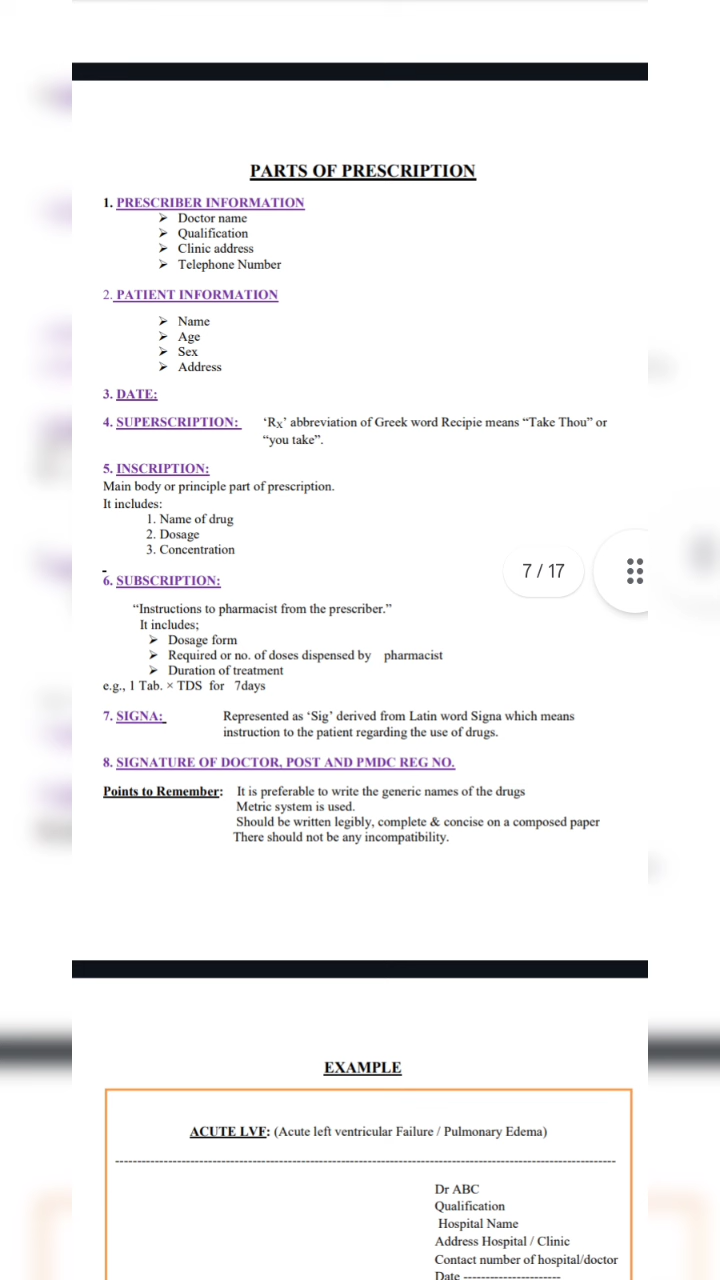 PARTS OF PRESCRIPTION
1. PRESCRIBER INFORMATION
➢ Doctor name
➢ Qualification
➢ Clinic address
➢ Telephone Number
2. PATIENT INFORMATION
➢ Name
➢ Age
➢ Sex
➢ Address
3. DATE:
4. SUPERSCRIPTION: ‘RX’ abbreviation of Greek word Recipie means “Take Thou” or
“you take”.
5. INSCRIPTION:
Main body or principle part of prescription.
It includes:
1. Name of drug
2. Dosage
3. Concentration
7 / 17
6. SUBSCRIPTION:
“Instructions to pharmacist from the prescriber.”
It includes;
➢ Dosage form
➢ Required or no. of doses dispensed by pharmacist
➢ Duration of treatment
e.g., 1 Tab. × TDS for 7days
7. SIGNA: Represented as ‘Sig’ derived from Latin word Signa which means
instruction to the patient regarding the use of drugs.
8. SIGNATURE OF DOCTOR, POST AND PMDC REG NO.
Points to Remember: It is preferable to write the generic names of the drugs
Metric system is used.
Should be written legibly, complete & concise on a composed paper
There should not be any incompatibility.
EXAMPLE
ACUTE LVF: (Acute left ventricular Failure / Pulmonary Edema)
Dr ABC
Qualification
Hospital Name
Address Hospital / Clinic
Contact number of hospital/doctor
Date ----------------------